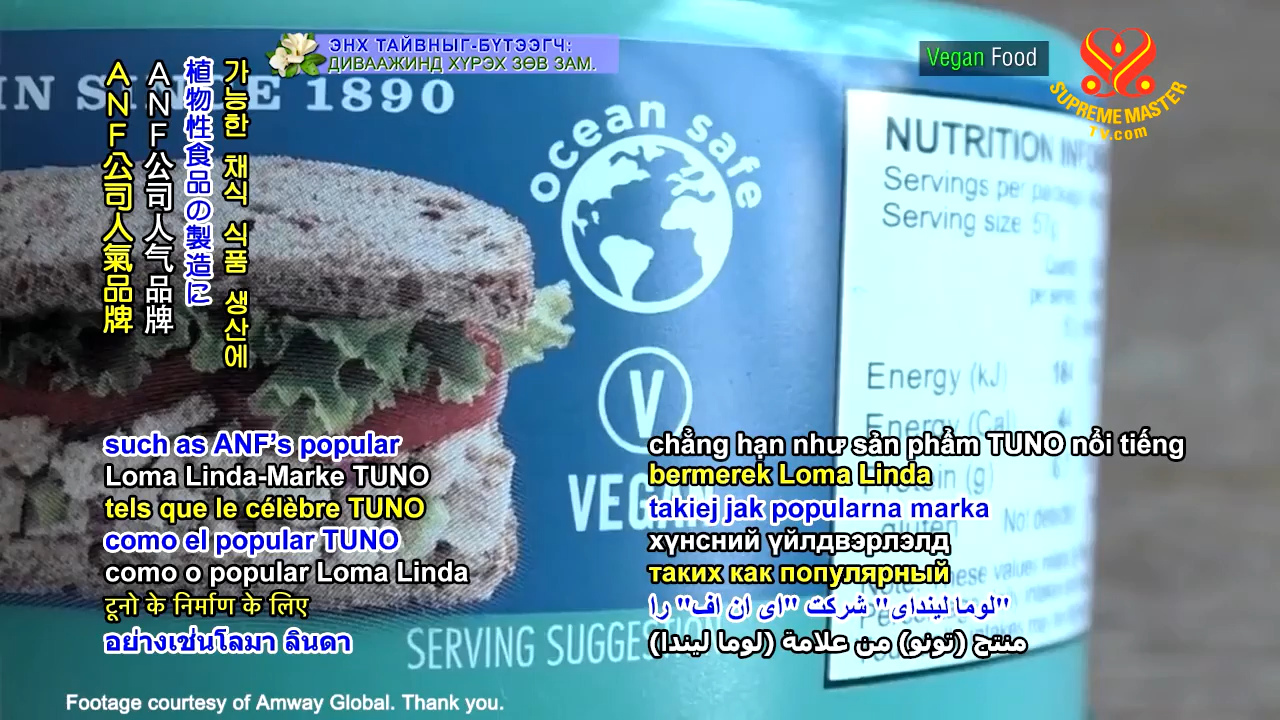 ЭНХ ТАЙВНЫГ-БҮТЭЭГЧ:
ДИВААЖИНД ХҮРЭХ ЗӨВ ЗАМ.
Vegan Food
SUPREME MASTER
TV.com
IN SINCE 1890
ocean safe
V
VEGAN
SERVING SUGGES
NUTRITION
Servings per
Serving size 57g
Energy (kJ)
Energy (Cal
Protein (g)
gluten
ANF公司人氣品牌
ANF公司人气品牌
植物性食品の製造に
가능한 채식 식품 생산에
such as ANF's popular
Loma Linda-Marke TUNO
tels que le célèbre TUNO
como el popular TUNO
como o popular Loma Linda
टूनो के निर्माण के लिए
อย่างเช่นโลมา ลินดา
chẳng hạn như sản phẩm TUNO nổi tiếng
bermerek Loma Linda
takiej jak popularna marka
хүнсний үйлдвэрлэлд
таких как популярный
"لوما لیندای" شرکت "ای ان اف" را
منتج (تونو) من علامة (لوما ليندا)
Footage courtesy of Amway Global. Thank you.